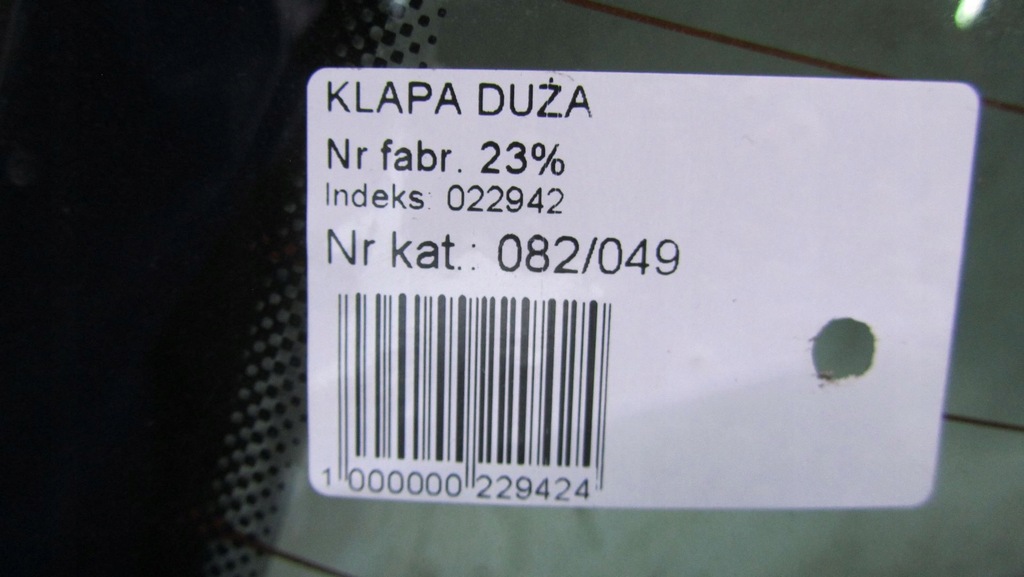 KLAPA DUŻA
Nr fabr. 23%
Indeks: 022942
Nr kat.: 082/049
1 000000 229424